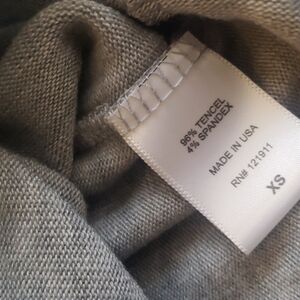 96% TENCEL
4% SPANDEX
MADE IN USA
RN# 121911
XS